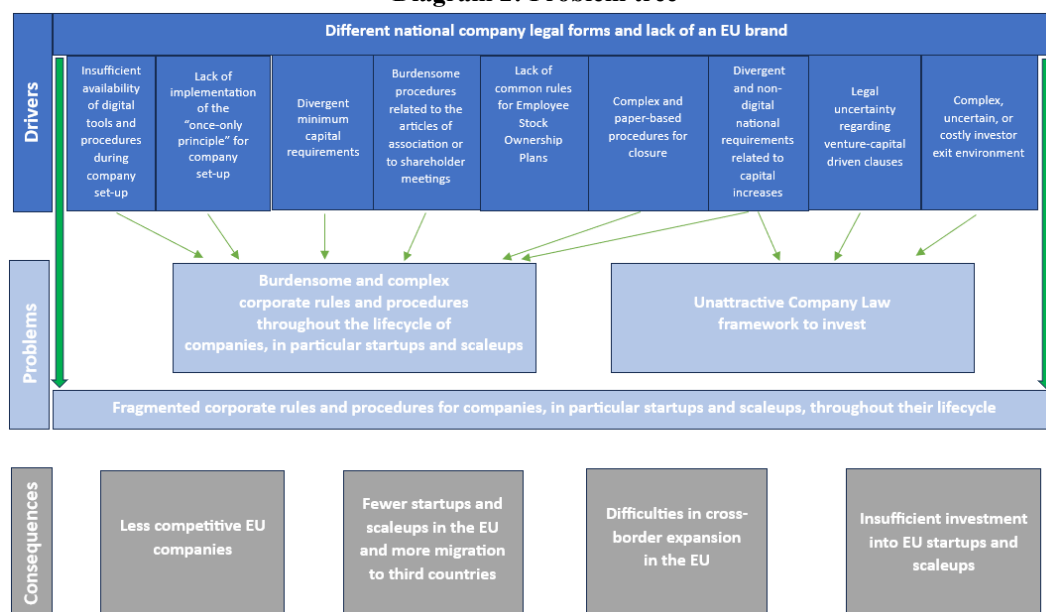 Diagram 2: Problem tree
Drivers
Different national company legal forms and lack of an EU brand
Insufficient
availability
of digital
tools and
procedures
during
company
set-up
Lack of
implementation
of the
“once-only
principle” for
company
set-up
Divergent
minimum
capital
requirements
Burdensome
procedures
related to the
articles of
association or
to shareholder
meetings
Lack of
common rules
for Employee
Stock
Ownership
Plans
Complex and
paper-based
procedures for
closure
Divergent
and non-
digital
national
requirements
related to
capital
increases
Legal
uncertainty
regarding
venture-capital
driven clauses
Complex,
uncertain, or
costly investor
exit environment
Problems
Burdensome and complex
corporate rules and procedures
throughout the lifecycle of
companies, in particular startups and scaleups
Unattractive Company Law
framework to invest
Fragmented corporate rules and procedures for companies, in particular startups and scaleups, throughout their lifecycle
Consequences
Less competitive EU
companies
Fewer startups and
scaleups in the EU
and more migration
to third countries
Difficulties in cross-
border expansion
in the EU
Insufficient investment
into EU startups and
scaleups